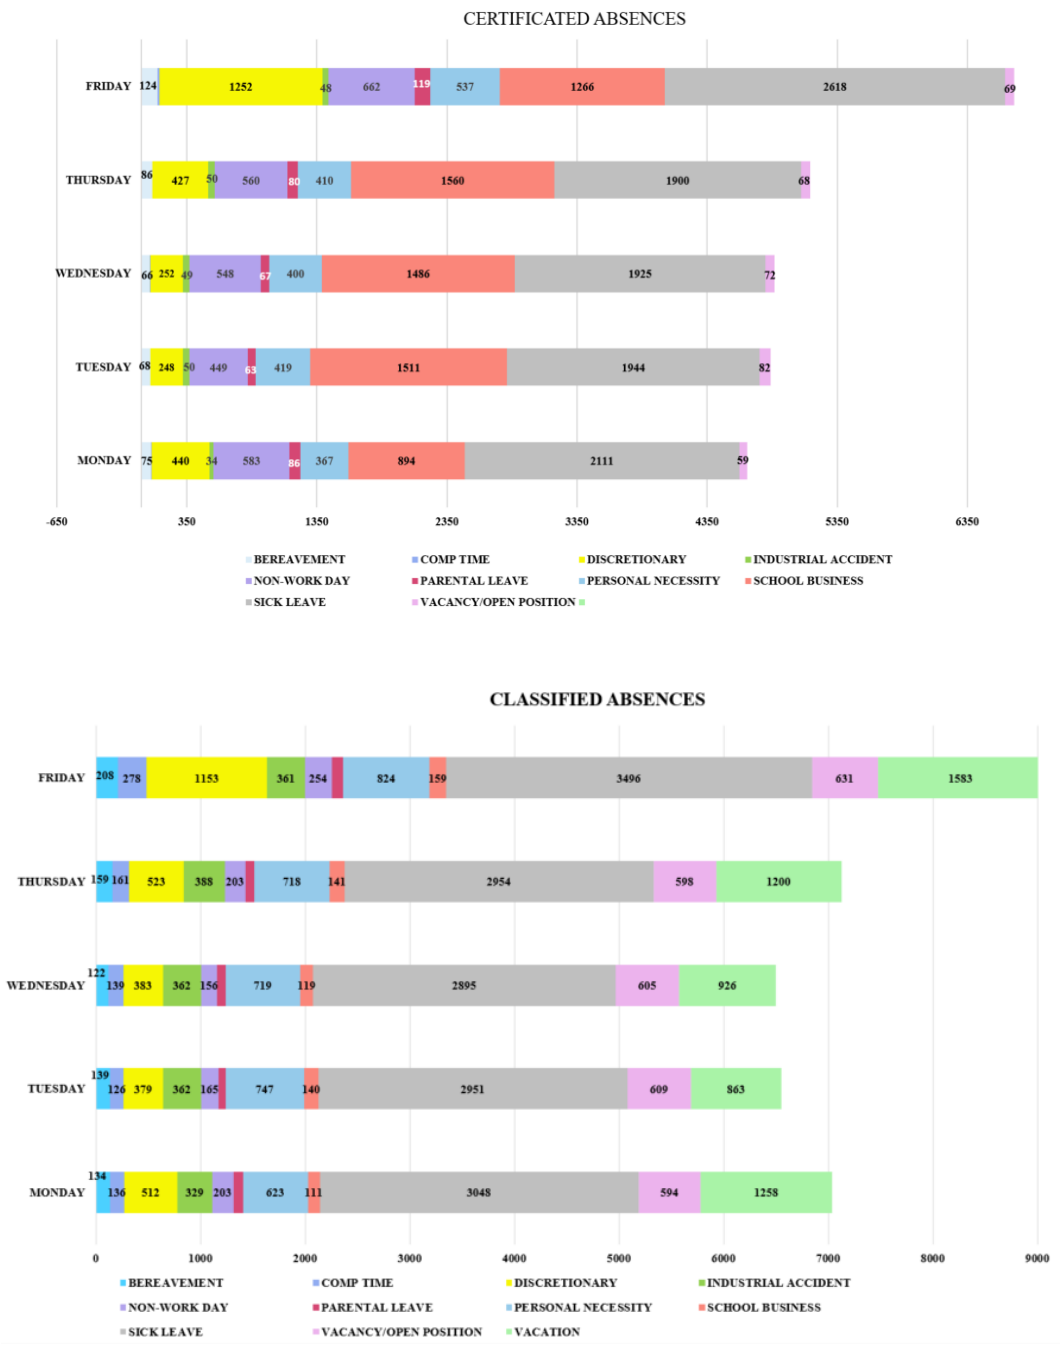 CERTIFICATED ABSENCES
FRIDAY 124 1252 48 662 119 537 1266 2618 69
THURSDAY 86 427 50 560 80 410 1560 1900 68
WEDNESDAY 66 252 49 548 67 400 1486 1925 72
TUESDAY 68 248 50 449 63 419 1511 1944 82
MONDAY 75 440 34 583 86 367 894 2111 59
-650 350 1350 2350 3350 4350 5350 6350
BEREAVEMENT COMP TIME DISCRETIONARY INDUSTRIAL ACCIDENT
NON-WORK DAY PARENTAL LEAVE PERSONAL NECESSITY SCHOOL BUSINESS
SICK LEAVE VACANCY/OPEN POSITION
CLASSIFIED ABSENCES
FRIDAY 208 278 1153 361 254 824 159 3496 631 1583
THURSDAY 159 161 523 388 203 718 141 2954 598 1200
WEDNESDAY 122 139 383 362 156 719 119 2895 605 926
TUESDAY 139 126 379 362 165 747 140 2951 609 863
MONDAY 134 136 512 329 203 623 111 3048 594 1258
0 1000 2000 3000 4000 5000 6000 7000 8000 9000
BEREAVEMENT COMP TIME DISCRETIONARY INDUSTRIAL ACCIDENT
NON-WORK DAY PARENTAL LEAVE PERSONAL NECESSITY SCHOOL BUSINESS
SICK LEAVE VACANCY/OPEN POSITION VACATION